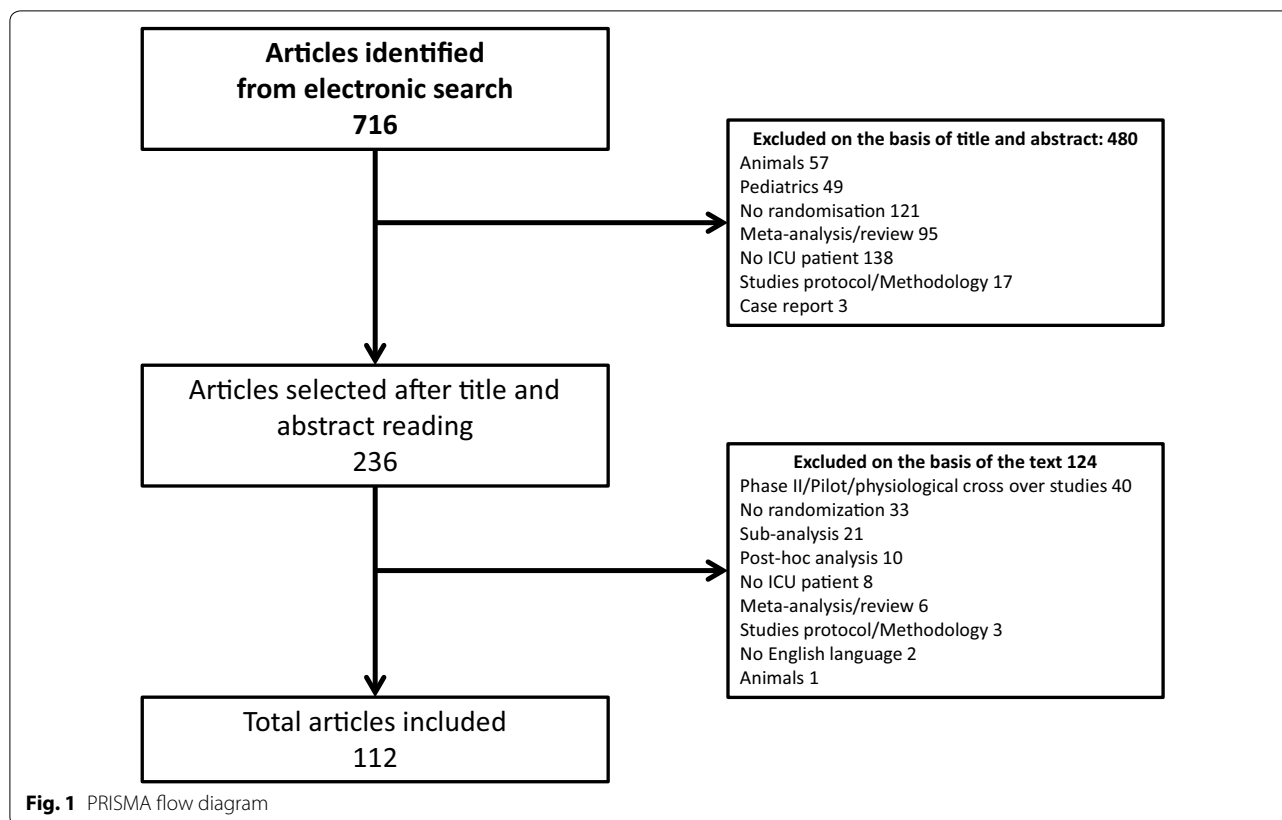 Articles identified
from electronic search
716
Excluded on the basis of title and abstract: 480
Animals 57
Pediatrics 49
No randomisation 121
Meta-analysis/review 95
No ICU patient 138
Studies protocol/Methodology 17
Case report 3
Articles selected after title and
abstract reading
236
Excluded on the basis of the text 124
Phase II/Pilot/physiological cross over studies 40
No randomization 33
Sub-analysis 21
Post-hoc analysis 10
No ICU patient 8
Meta-analysis/review 6
Studies protocol/Methodology 3
No English language 2
Animals 1
Total articles included
112
Fig. 1 PRISMA flow diagram